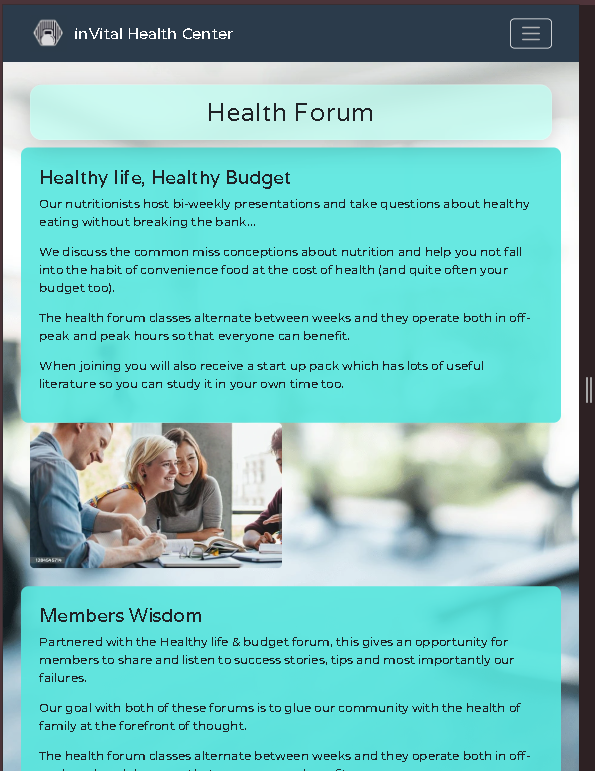 inVital Health Center
Health Forum
Healthy life, Healthy Budget
Our nutritionists host bi-weekly presentations and take questions about healthy
eating without breaking the bank...
We discuss the common miss conceptions about nutrition and help you not fall
into the habit of convenience food at the cost of health (and quite often your
budget too).
The health forum classes alternate between weeks and they operate both in off-
peak and peak hours so that everyone can benefit.
When joining you will also receive a start up pack which has lots of useful
literature so you can study it in your own time too.
Members Wisdom
Partnered with the Healthy life & budget forum, this gives an opportunity for
members to share and listen to success stories, tips and most importantly our
failures.
Our goal with both of these forums is to glue our community with the health of
family at the forefront of thought.
The health forum classes alternate between weeks and they operate both in off-